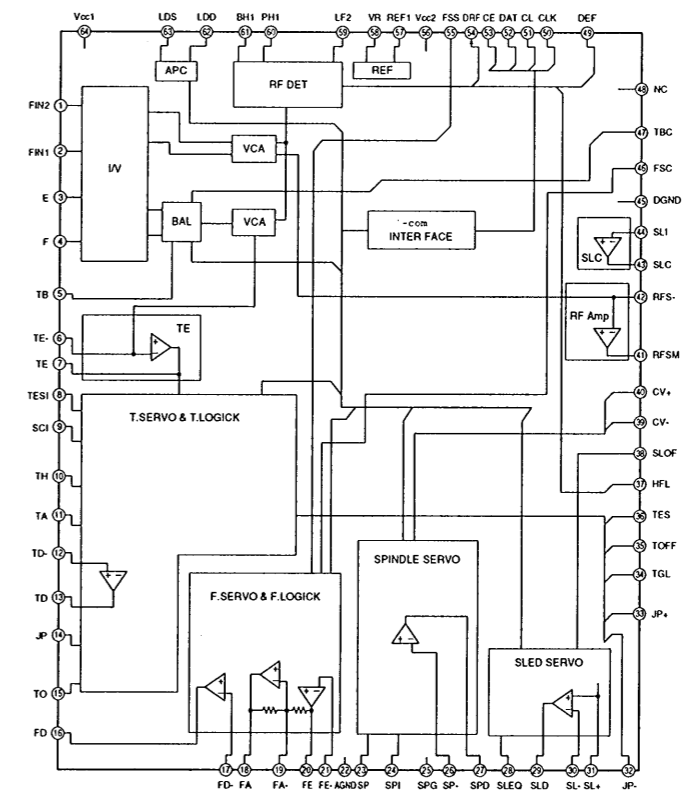 Vcc1 LDS LDD BH1 PH1 LF2 VR REF1 Vcc2 FSS DRF CE DAT CL CLK DEF
64 63 62 61 60 59 58 57 56 55 54 53 52 51 50 49
APC
RF DET
REF
FIN2 1
48 NC
47 TBC
FIN1 2
I/V
VCA
46 FSC
E 3
45 DGND
BAL
VCA
-com
INTER FACE
44 SLI
F 4
SLC
43 SLC
TB 5
42 RFS-
RF Amp
TE- 6
TE
TE 7
41 RFSM
TESI 8
40 CV+
T.SERVO & T.LOGICK
SCI 9
39 CV-
38 SLOF
TH 10
37 HFL
TA 11
36 TES
TD- 12
35 TOFF
SPINDLE SERVO
34 TGL
TD 13
F.SERVO & F.LOGICK
33 JP+
JP 14
SLED SERVO
TO 15
FD 16
17 18 19 20 21 22 23 24 25 26 27 28 29 30 31 32
FD- FA FA- FE FE- AGND SP SPI SPG SP- SPD SLEQ SLD SL- SL+ JP-